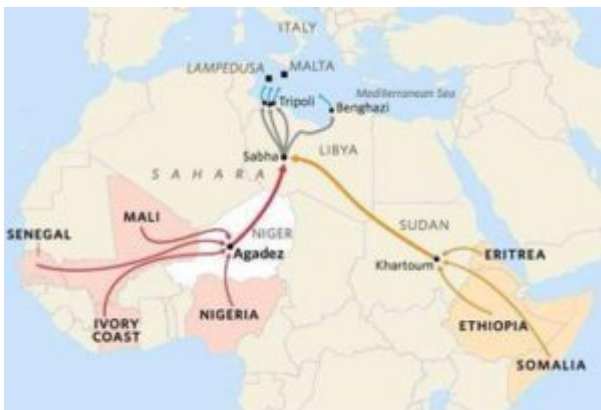 ITALY
LAMPEDUSA
MALTA
Mediterranean Sea
Tripoli
Benghazi
Sabha
LIBYA
SAHARA
MALI
SENEGAL
NIGER
Agadez
SUDAN
Khartoum
ERITREA
IVORY
COAST
NIGERIA
ETHIOPIA
SOMALIA